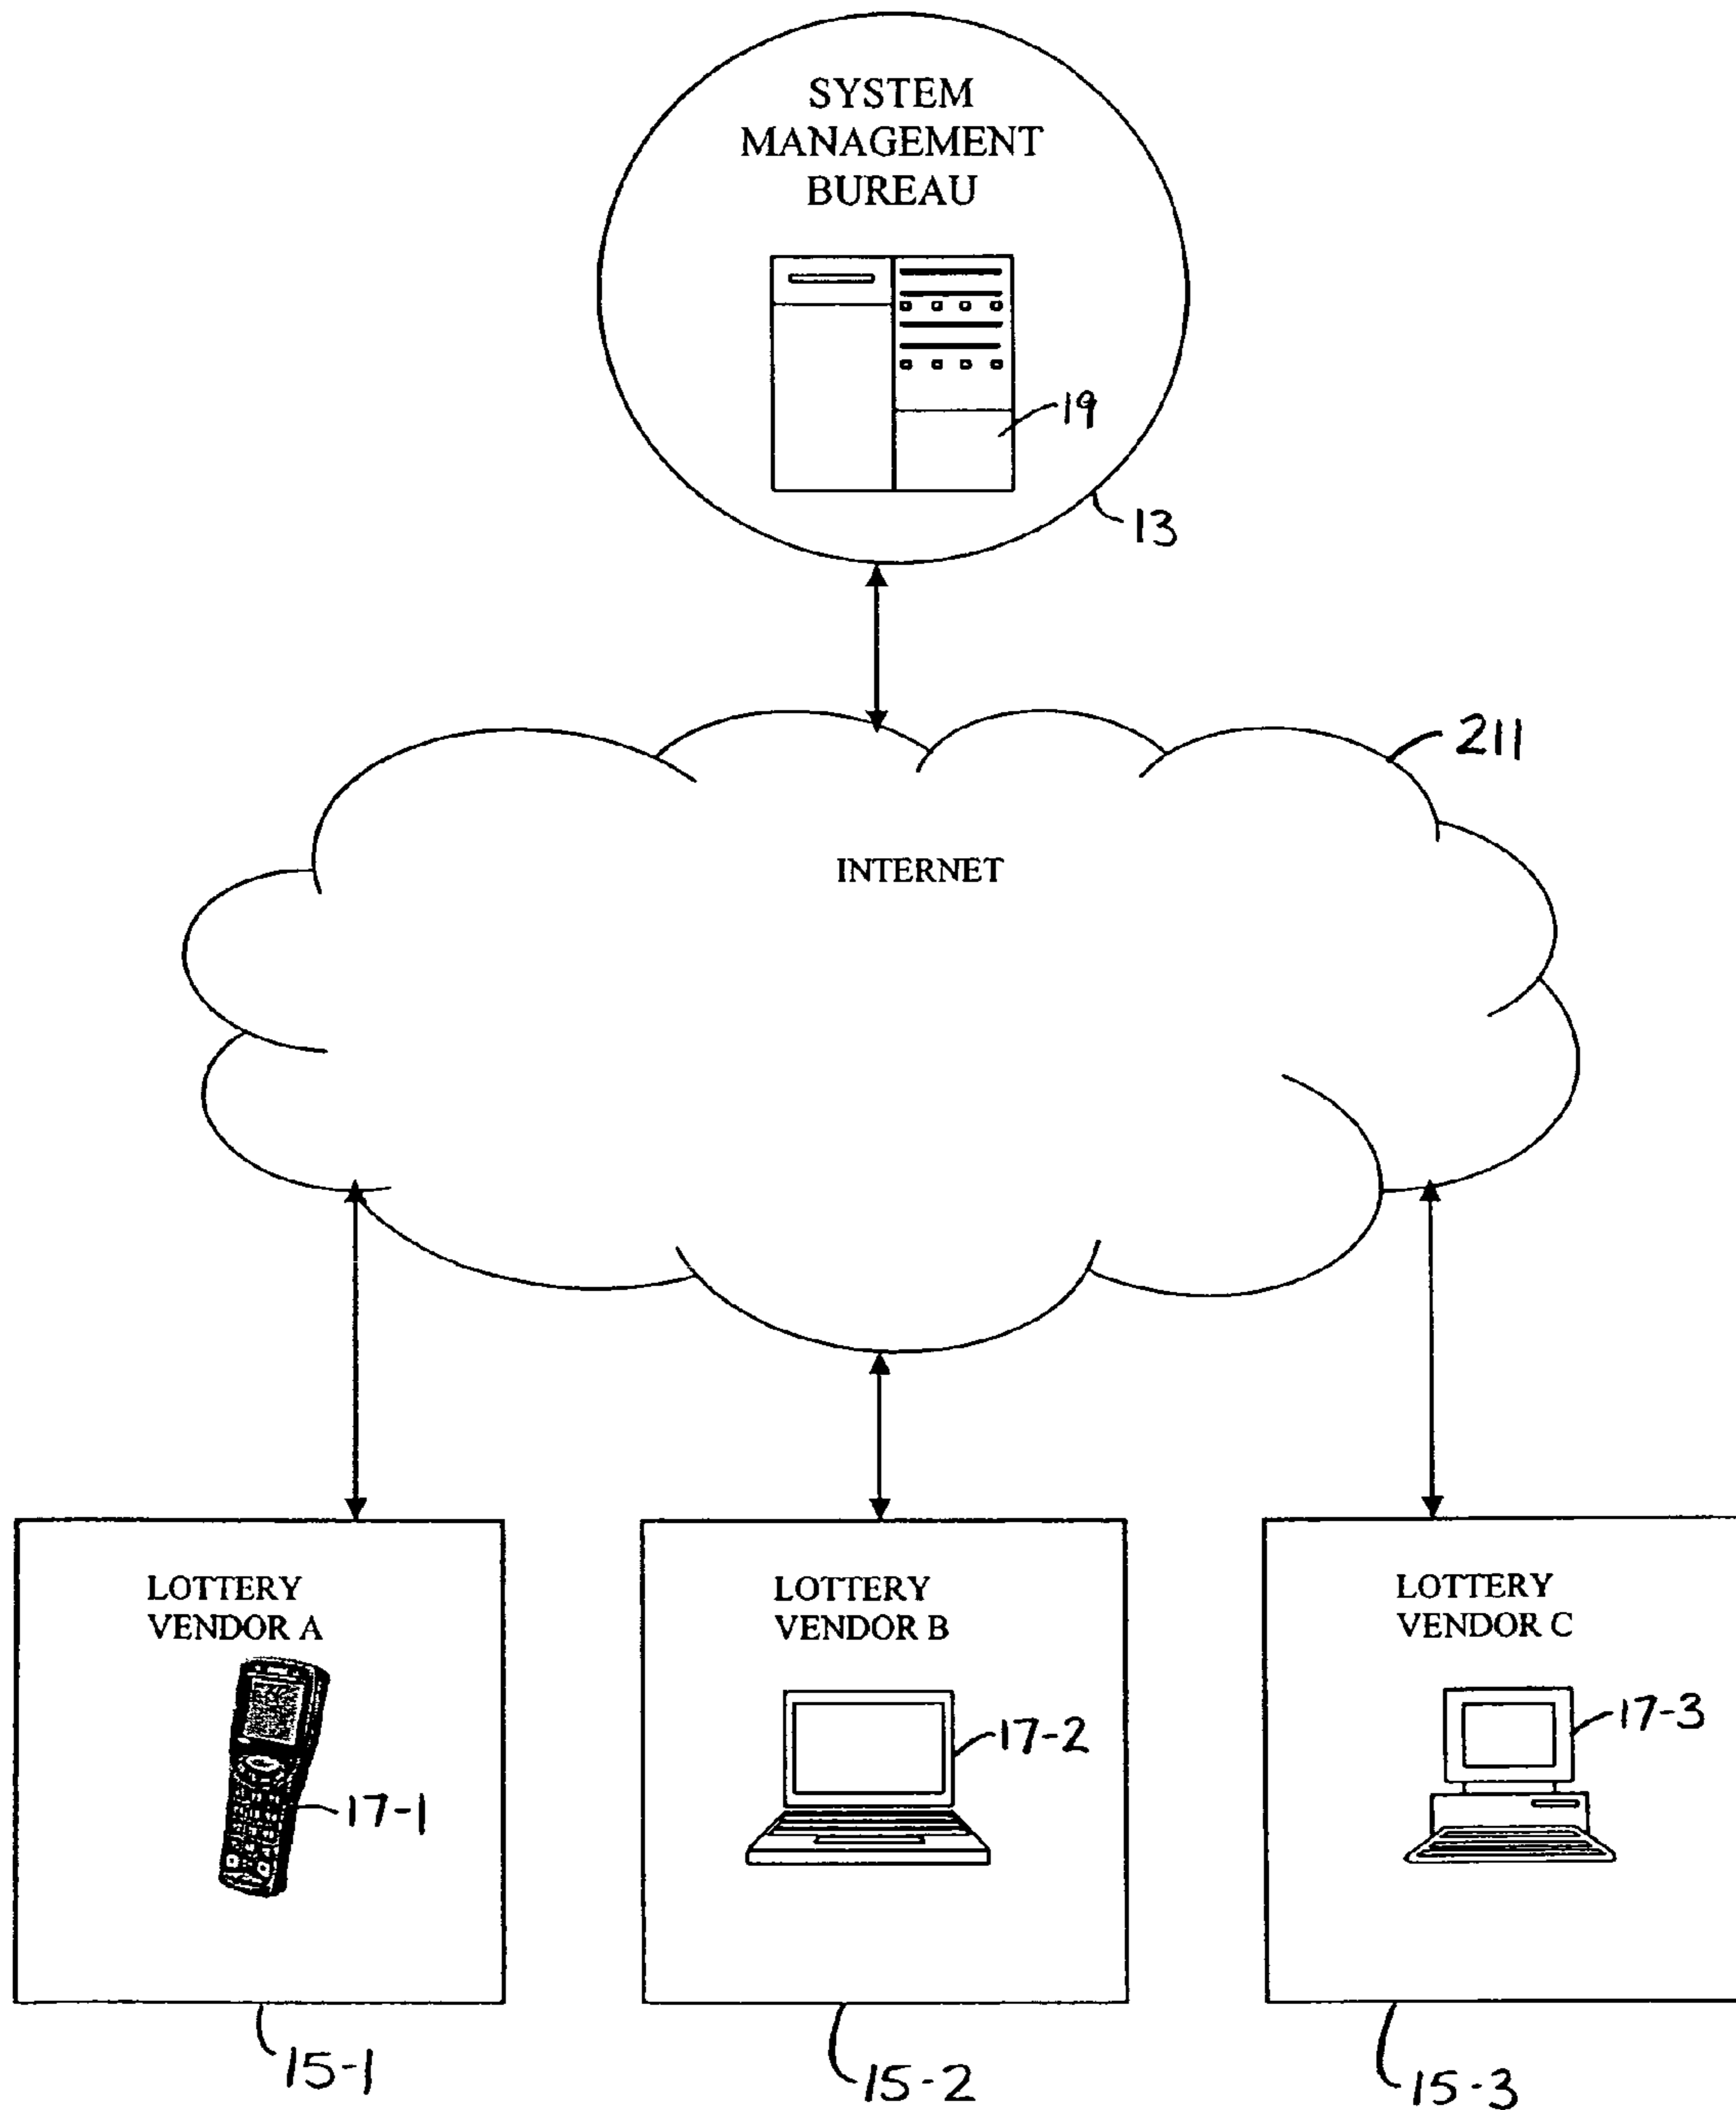 SYSTEM
MANAGEMENT
BUREAU
19
13
211
INTERNET
LOTTERY
VENDOR A
17-1
LOTTERY
VENDOR B
17-2
LOTTERY
VENDOR C
17-3
15-1
15-2
15-3